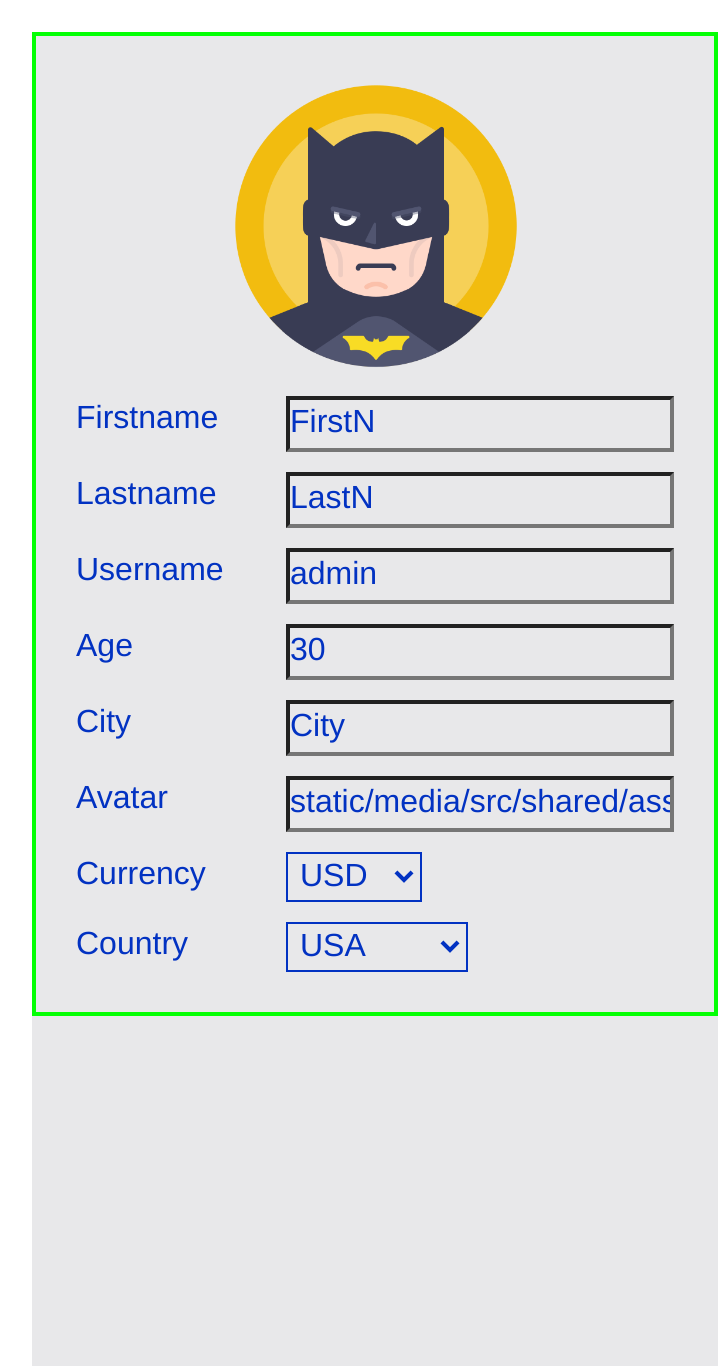 Firstname FirstN
Lastname LastN
Username admin
Age 30
City City
Avatar static/media/src/shared/ass
Currency USD
Country USA